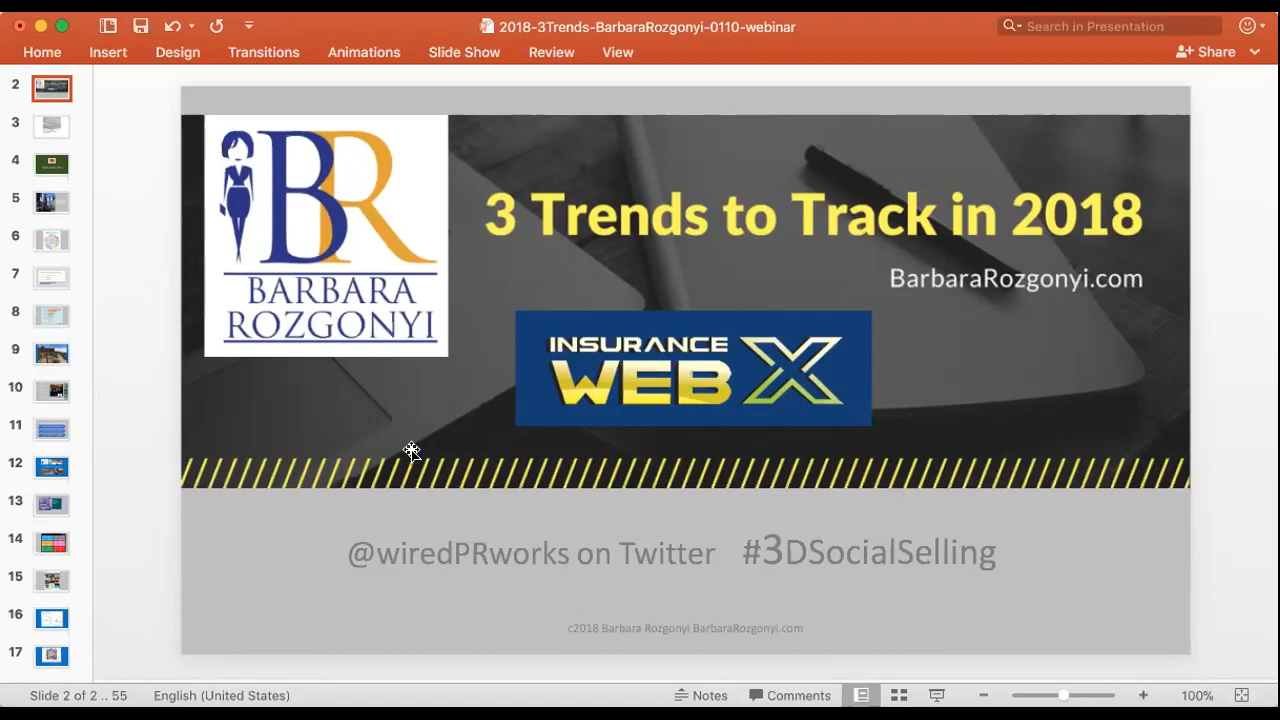 2018-3Trends-BarbaraRozgonyi-0110-webinar
Search in Presentation
Home Insert Design Transitions Animations Slide Show Review View Share
2
3
4
5
6
7
8
9
10
11
12
13
14
15
16
17
BR
BARBARA
ROZGONYI
3 Trends to Track in 2018
BarbaraRozgonyi.com
INSURANCE
WEB X
@wiredPRworks on Twitter #3DSocialSelling
c2018 Barbara Rozgonyi BarbaraRozgonyi.com
Slide 2 of 2 .. 55 English (United States) Notes Comments 100%